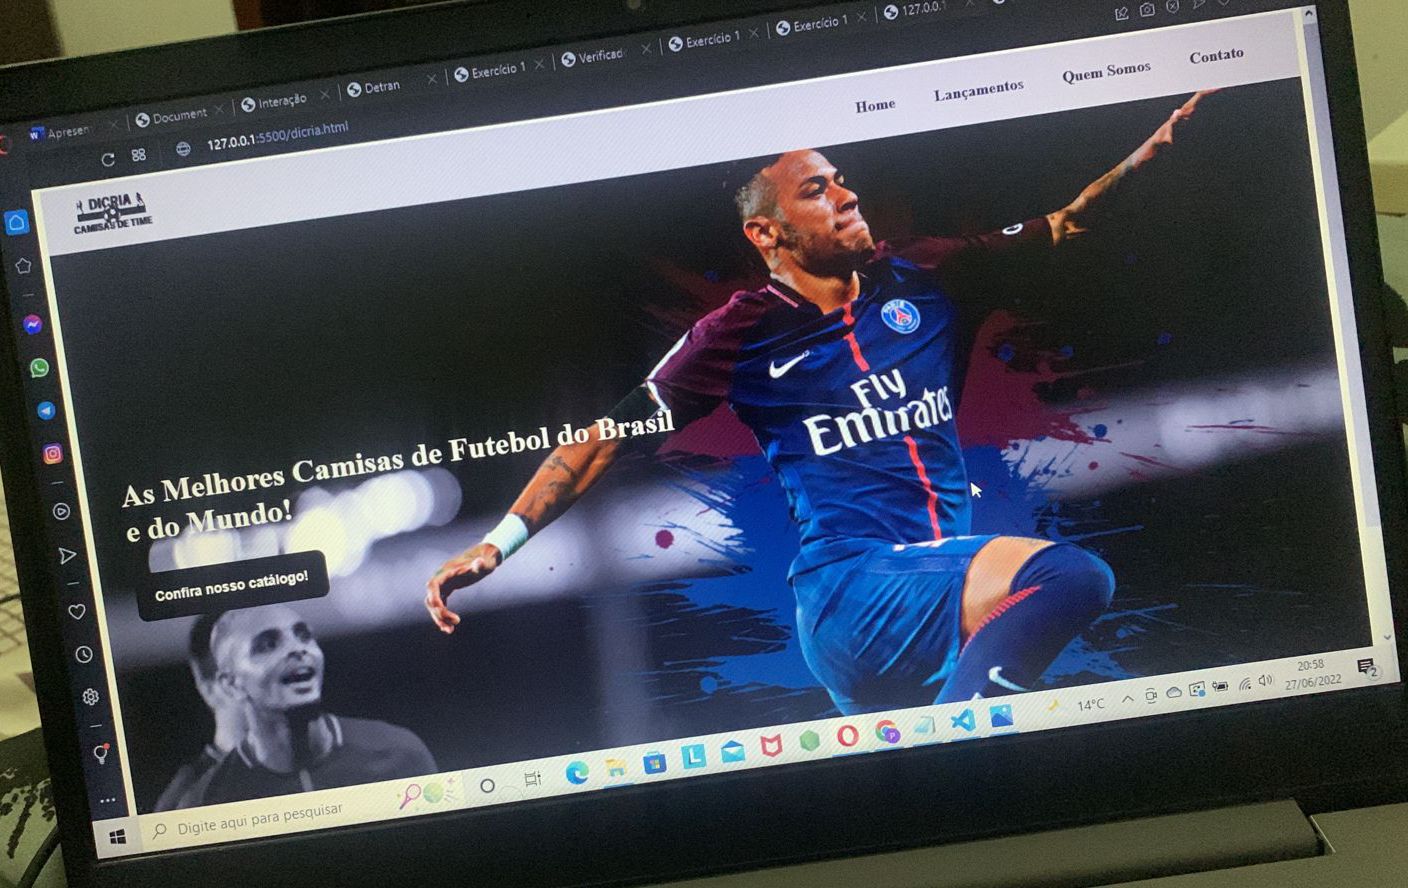 Apresen
Document
Interação
Detran
Exercício 1
Verificad
Exercício 1
Exercício 1
127.0.0.1
127.0.0.1:5500/dicria.html
DICRIA
CAMISAS DE TIME
Home
Lançamentos
Quem Somos
Contato
Fly
Emirates
As Melhores Camisas de Futebol do Brasil
e do Mundo!
Confira nosso catálogo!
Digite aqui para pesquisar
14°C
20:58
27/06/2022
2